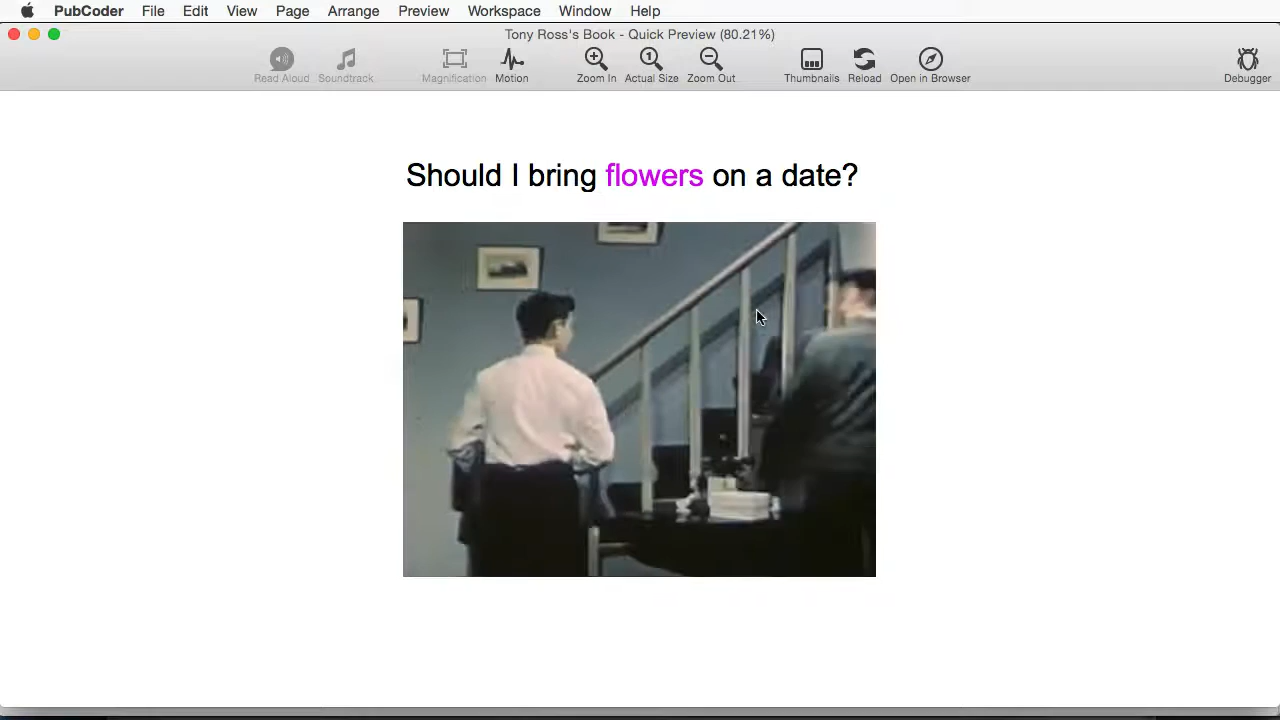 PubCoder File Edit View Page Arrange Preview Workspace Window Help
Tony Ross's Book - Quick Preview (80.21%)
Read Aloud Soundtrack Magnification Motion Zoom In 1 Actual Size Zoom Out Thumbnails Reload Open in Browser Debugger
Should I bring flowers on a date?